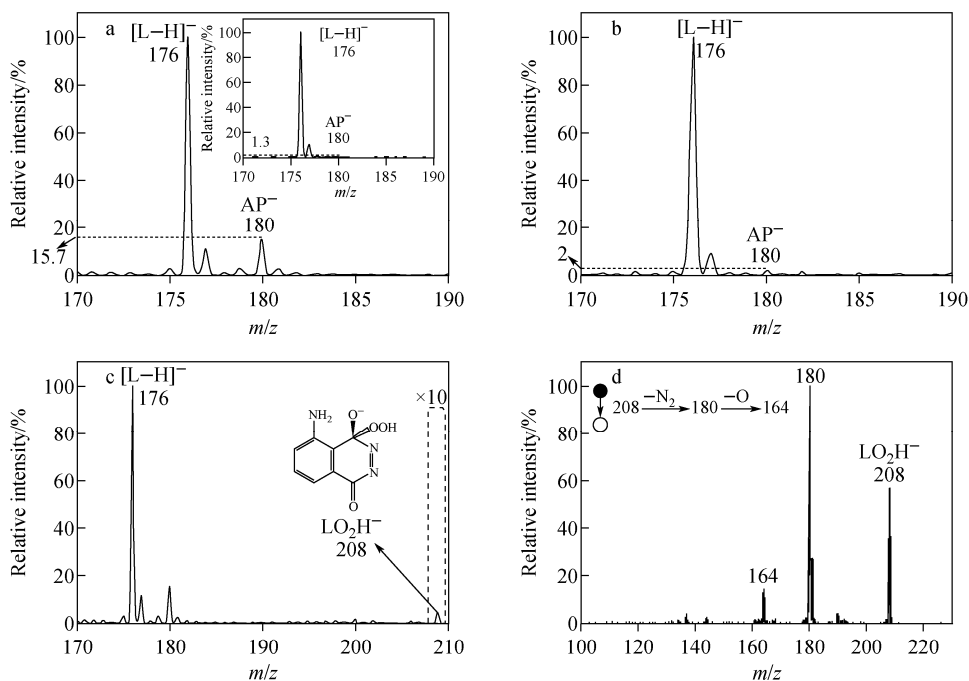 a
[L−H]⁻
176
Relative intensity/%
100
80
60
40
20
0
15.7
AP⁻
180
170
175
180
185
190
m/z
[L−H]⁻
176
Relative intensity/%
100
80
60
40
20
0
1.3
AP⁻
180
170
175
180
185
190
m/z
b
[L−H]⁻
176
Relative intensity/%
100
80
60
40
20
0
2
AP⁻
180
170
175
180
185
190
m/z
c
[L−H]⁻
176
×10
Relative intensity/%
100
80
60
40
20
0
NH₂
O⁻
OOH
N
N
O
LO₂H⁻
208
170
180
190
200
210
m/z
d
180
208 −N₂ 180 −O 164
LO₂H⁻
208
164
Relative intensity/%
100
80
60
40
20
0
100
120
140
160
180
200
220
m/z